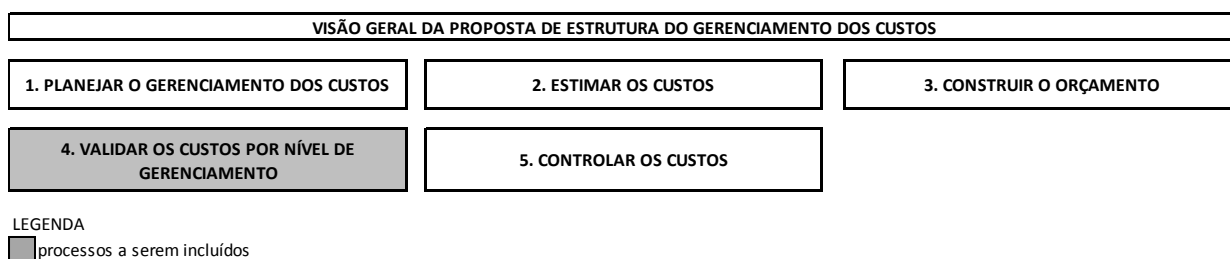 VISÃO GERAL DA PROPOSTA DE ESTRUTURA DO GERENCIAMENTO DOS CUSTOS
1. PLANEJAR O GERENCIAMENTO DOS CUSTOS
2. ESTIMAR OS CUSTOS
3. CONSTRUIR O ORÇAMENTO
4. VALIDAR OS CUSTOS POR NÍVEL DE
GERENCIAMENTO
5. CONTROLAR OS CUSTOS
LEGENDA
processos a serem incluídos